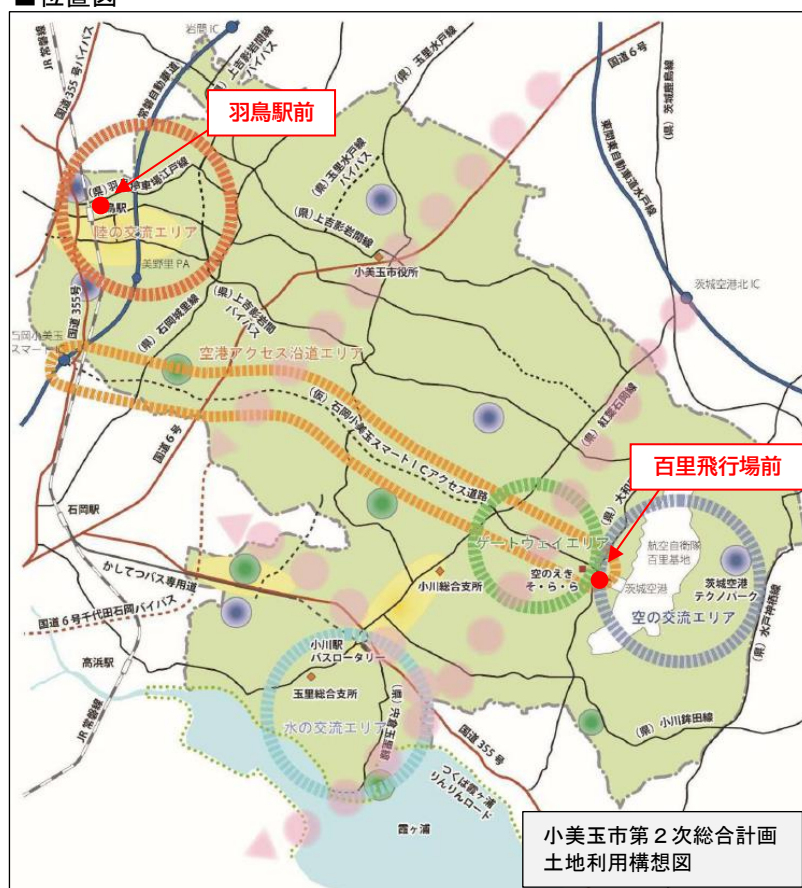 ■位置図
岩間IC
JR 常磐線
国道 355 号バイパス
常磐自動車道
(県) 上吉影岩間線
バイパス
(県) 玉里水戸線
国道6号
(県) 茨城鹿島線
東関東自動車道水戸線
羽鳥駅前
(県) 玉里水戸線
バイパス
陸の交流エリア
美野里 PA
(県) 上吉影岩間線
小美玉市役所
茨城空港北 IC
国道 355号
(県) 石岡城里線
(県) 上吉影岩間
バイパス
石岡小美玉
スマート
空港アクセス沿道エリア
国道6号
(仮) 石岡小美玉スマートICアクセス道路
(県) 紅葉石岡線
百里飛行場前
石岡駅
(県) 大和
ゲートウェイエリア
航空自衛隊
百里基地
かしてつバス専用道
空のえき
そ・ら・ら
茨城空港
茨城空港
テクノパーク
小川総合支所
空の交流エリア
国道6号千代田石岡バイパス
(県) 水戸神栖線
高浜駅
小川駅
バスロータリー
玉里総合支所
水の交流エリア
JR 常磐線
国道 355 号
(県) 小川鉾田線
つくば霞ヶ浦
りんりんロード
霞ヶ浦
小美玉市第2次総合計画
土地利用構想図